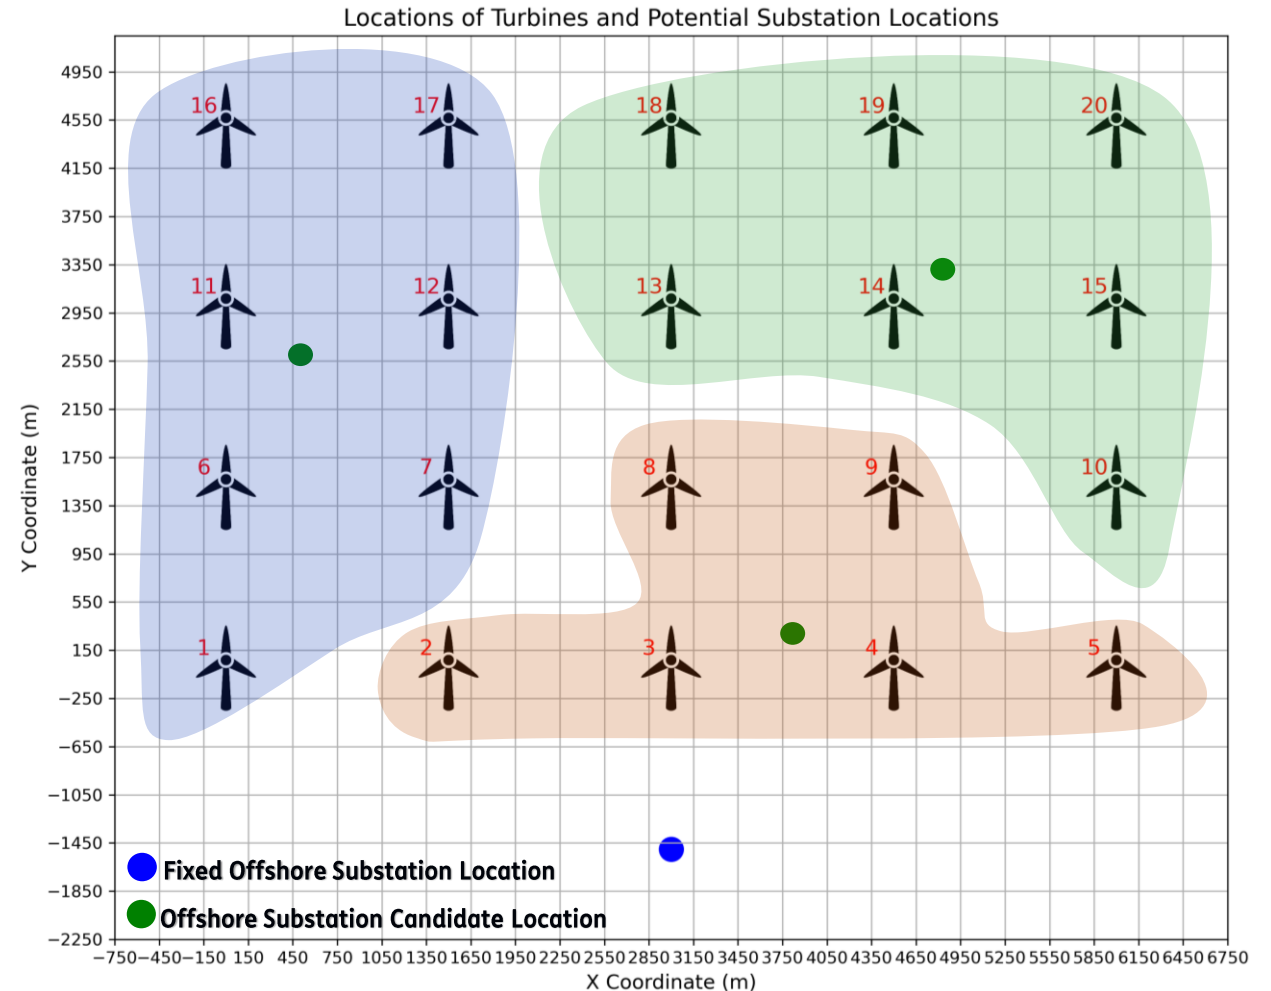 Locations of Turbines and Potential Substation Locations
4950
4550
4150
3750
3350
2950
2550
2150
1750
1350
950
550
150
−250
−650
−1050
−1450
−1850
−2250
Y Coordinate (m)
16 17 18 19 20
11 12 13 14 15
6 7 8 9 10
1 2 3 4 5
Fixed Offshore Substation Location
Offshore Substation Candidate Location
−750 −450 −150 150 450 750 1050 1350 1650 1950 2250 2550 2850 3150 3450 3750 4050 4350 4650 4950 5250 5550 5850 6150 6450 6750
X Coordinate (m)